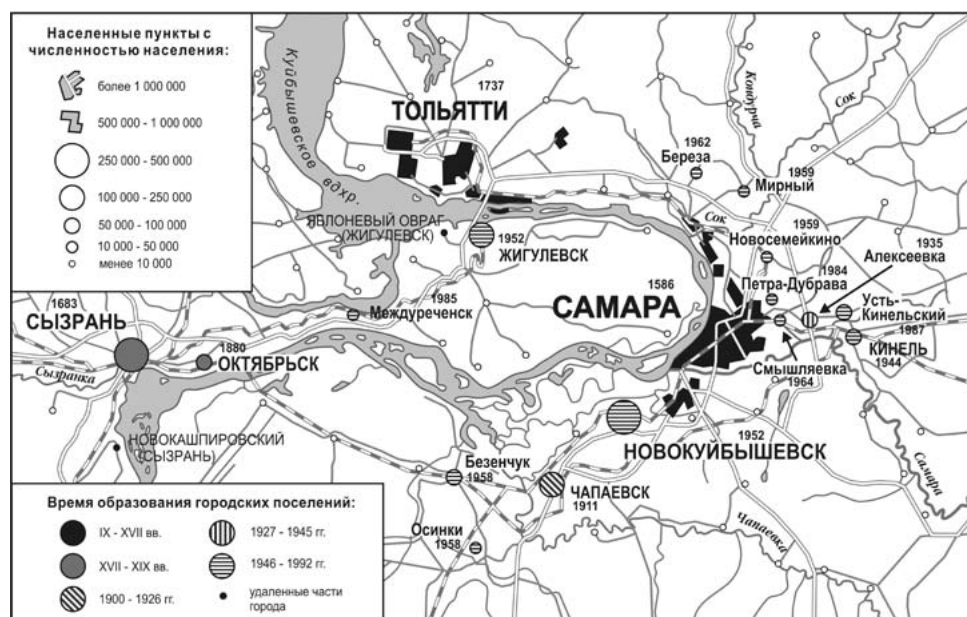 Населенные пункты с
численностью населения:
более 1 000 000
500 000 - 1 000 000
250 000 - 500 000
100 000 - 250 000
50 000 - 100 000
10 000 - 50 000
менее 10 000
Куйбышевское вдхр.
1737
ТОЛЬЯТТИ
Кондурча
Сок
1962
Береза
1959
Мирный
Сок
ЯБЛОНЕВЫЙ ОВРАГ
(ЖИГУЛЕВСК)
1952
ЖИГУЛЕВСК
1959
Новосемейкино
1935
Алексеевка
1984
Петра-Дубрава
1586
САМАРА
Усть-
Кинельский
1987
КИНЕЛЬ
1944
Смышляевка
1964
1985
Междуреченск
1683
СЫЗРАНЬ
1880
ОКТЯБРЬСК
Сызранка
НОВОКАШПИРОВСКИЙ
(СЫЗРАНЬ)
1952
НОВОКУЙБЫШЕВСК
Безенчук
1958
ЧАПАЕВСК
1911
Осинки
1958
Чапаевка
Самара
Время образования городских поселений:
IX - XVII вв.
XVII - XIX вв.
1900 - 1926 гг.
1927 - 1945 гг.
1946 - 1992 гг.
удаленные части
города